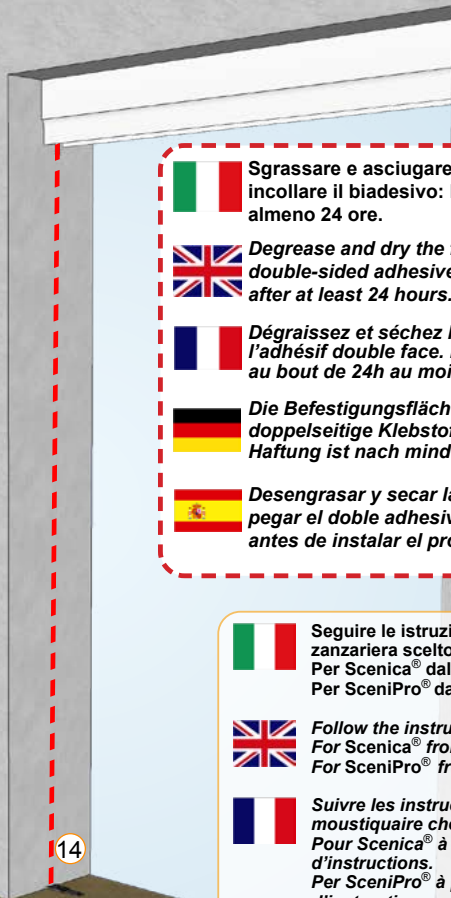 Sgrassare e asciugare
incollare il biadesivo:
almeno 24 ore.
Degrease and dry the
double-sided adhesive
after at least 24 hours.
Dégraissez et séchez
l'adhésif double face.
au bout de 24h au moi
Die Befestigungsfläch
doppelseitige Klebstof
Haftung ist nach mind
Desengrasar y secar la
pegar el doble adhesiv
antes de instalar el pro
Seguire le istruzi
zanzariera scelto
Per Scenica® dal
Per SceniPro® da
Follow the instru
For Scenica® fro
For SceniPro® fr
Suivre les instru
moustiquaire cho
Pour Scenica® à
d'instructions.
Per SceniPro® à
14